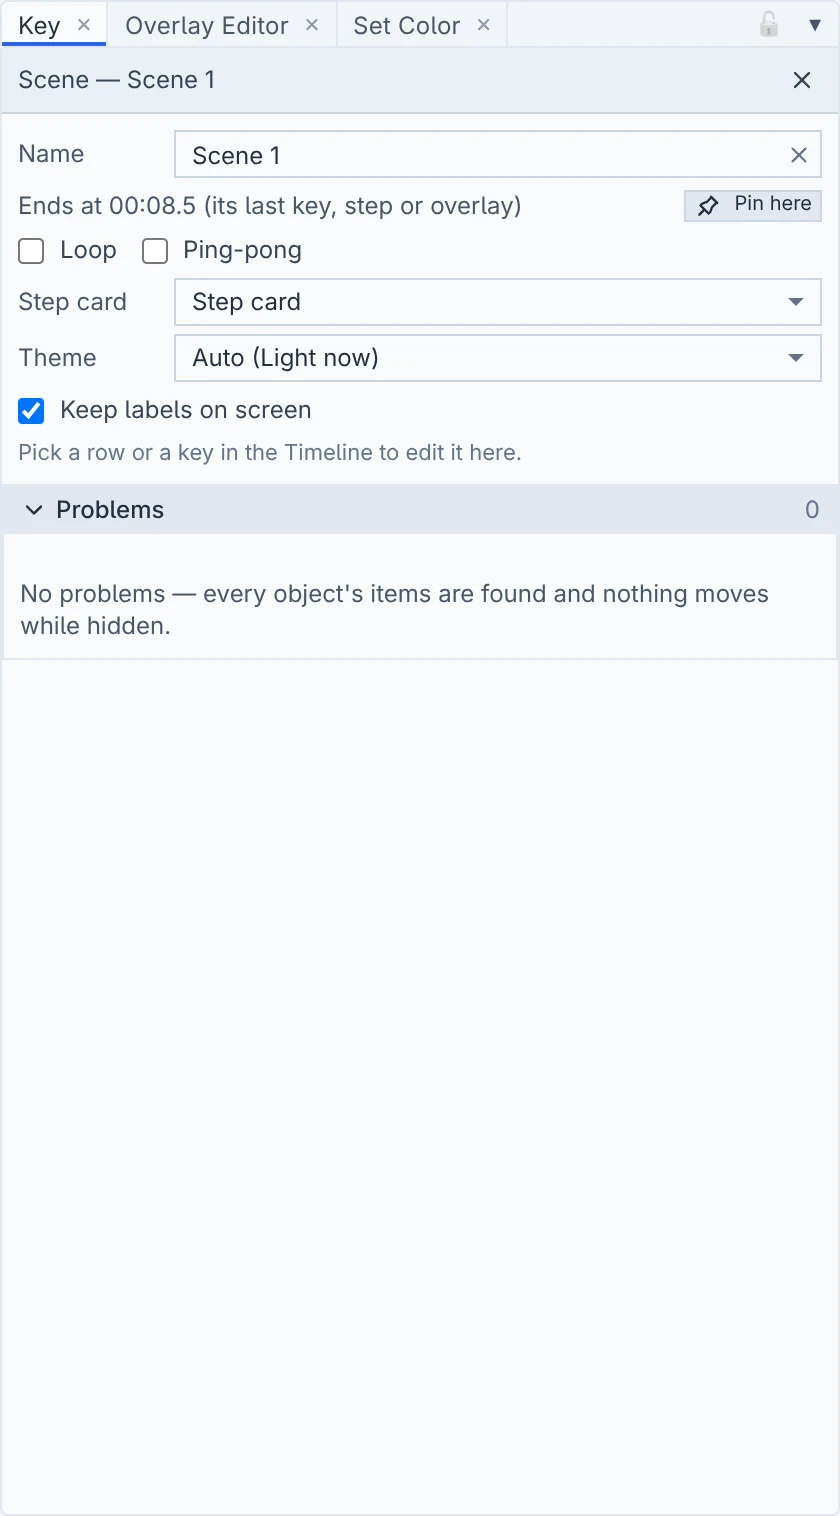 Key
Overlay Editor
Set Color
Scene — Scene 1
Name
Scene 1
Ends at 00:08.5 (its last key, step or overlay)
Pin here
Loop
Ping-pong
Step card
Step card
Theme
Auto (Light now)
Keep labels on screen
Pick a row or a key in the Timeline to edit it here.
Problems
0
No problems — every object's items are found and nothing moves
while hidden.